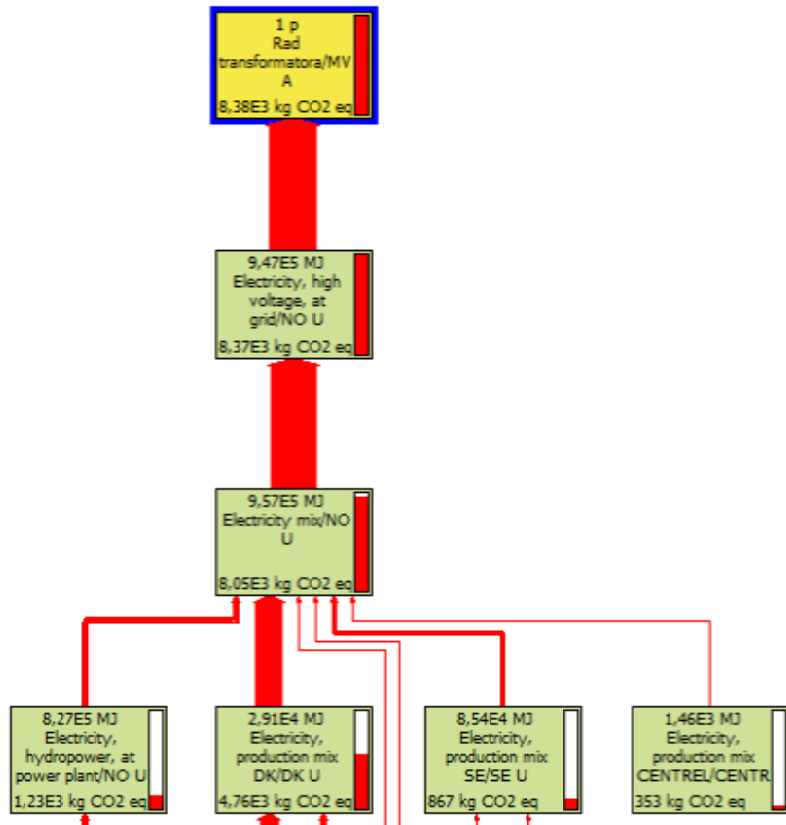 1 p
Rad
transformatora/MV
A
8,38E3 kg CO2 eq
9,47E5 MJ
Electricity, high
voltage, at
grid/NO U
8,37E3 kg CO2 eq
9,57E5 MJ
Electricity mix/NO
U
8,05E3 kg CO2 eq
8,27E5 MJ
Electricity,
hydropower, at
power plant/NO U
1,23E3 kg CO2 eq
2,91E4 MJ
Electricity,
production mix
DK/DK U
4,76E3 kg CO2 eq
8,54E4 MJ
Electricity,
production mix
SE/SE U
867 kg CO2 eq
1,46E3 MJ
Electricity,
production mix
CENTREL/CENTR
353 kg CO2 eq